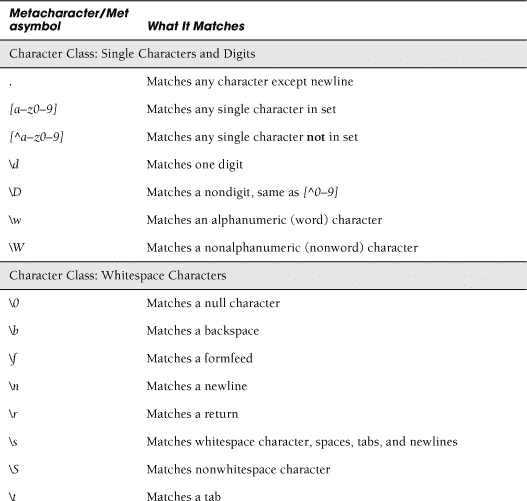 Metacharacter/Met
asymbol What It Matches
Character Class: Single Characters and Digits
. Matches any character except newline
[a–z0–9] Matches any single character in set
[^a–z0–9] Matches any single character not in set
\d Matches one digit
\D Matches a nondigit, same as [^0–9]
\w Matches an alphanumeric (word) character
\W Matches a nonalphanumeric (nonword) character
Character Class: Whitespace Characters
\0 Matches a null character
\b Matches a backspace
\f Matches a formfeed
\n Matches a newline
\r Matches a return
\s Matches whitespace character, spaces, tabs, and newlines
\S Matches nonwhitespace character
\t Matches a tab